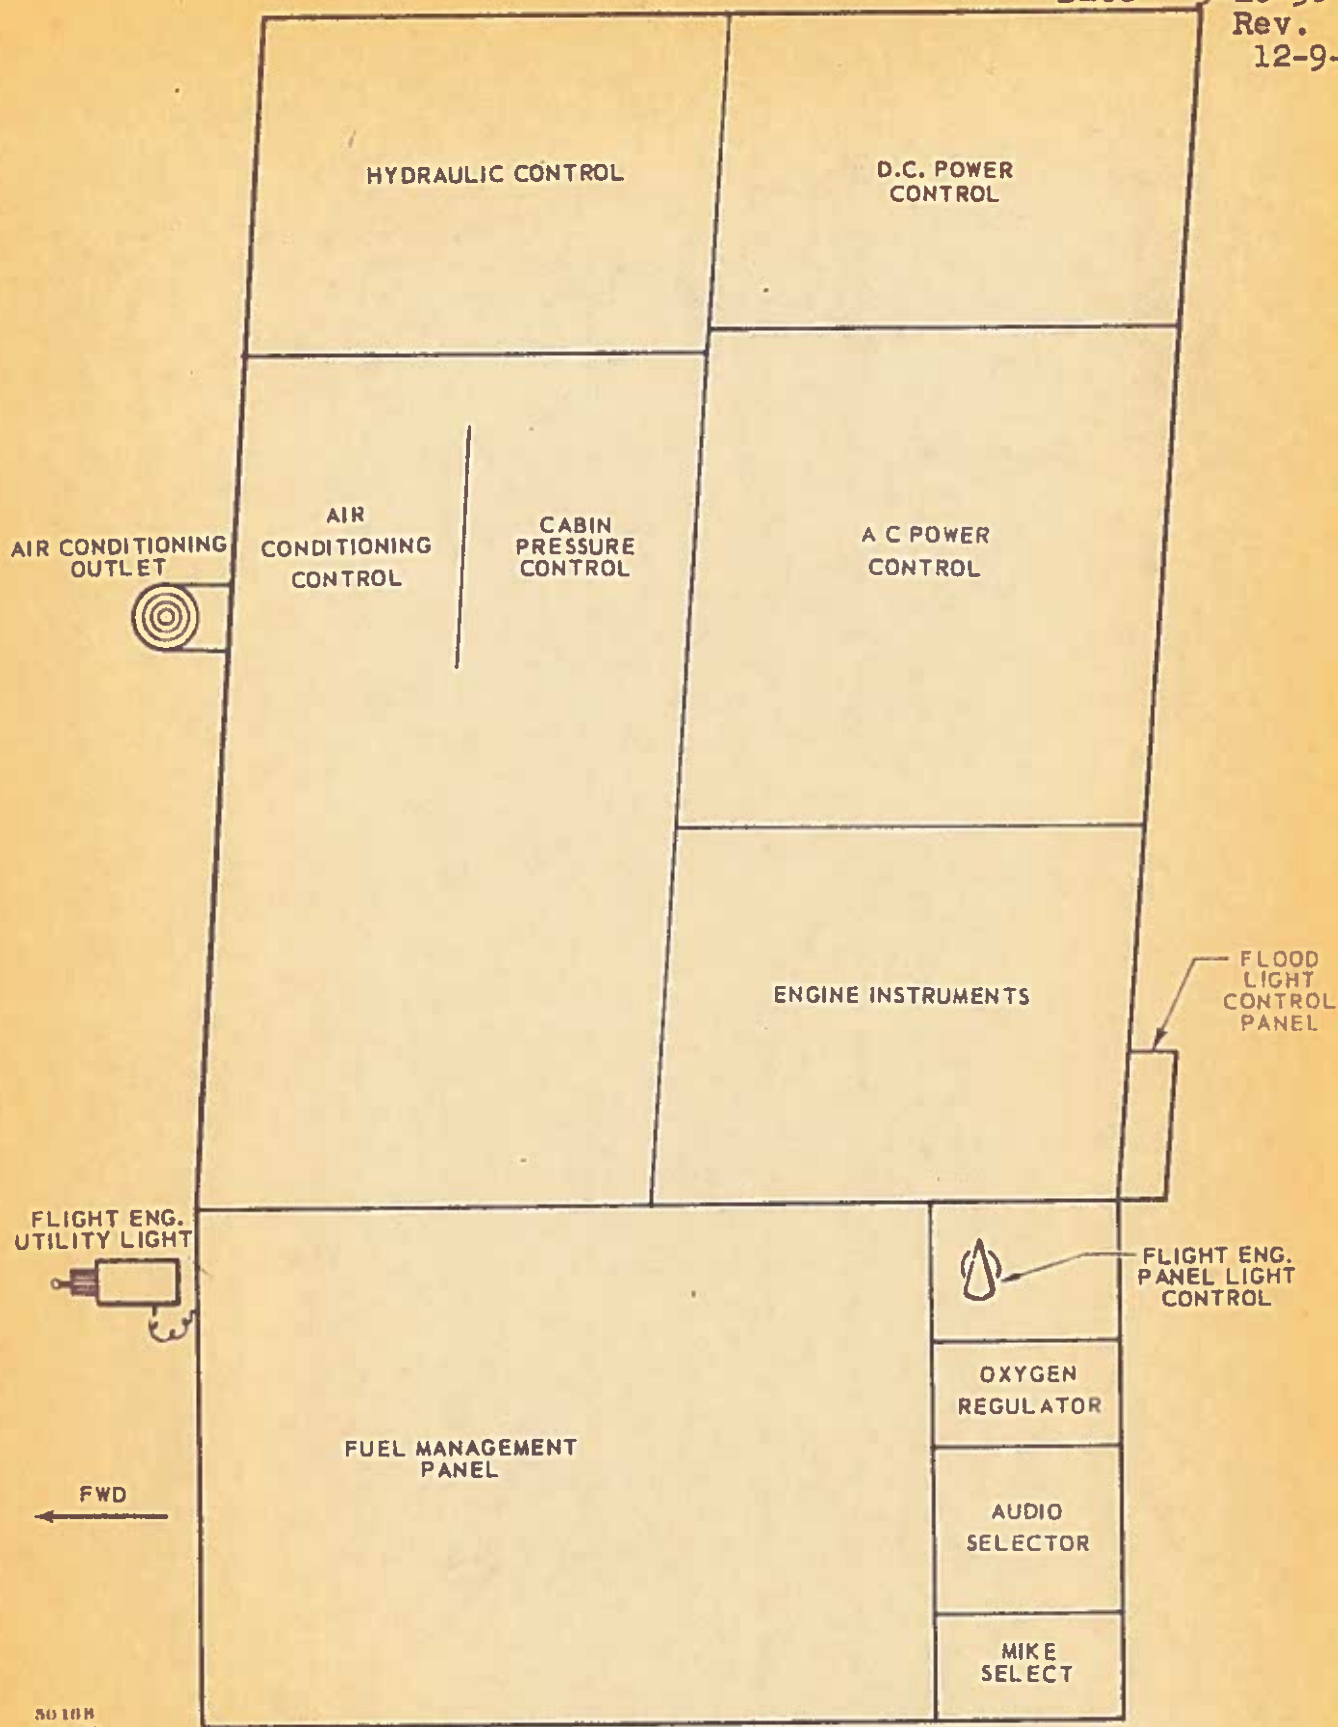 Rev.
12-9-
HYDRAULIC CONTROL
D.C. POWER
CONTROL
AIR CONDITIONING
OUTLET
AIR
CONDITIONING
CONTROL
CABIN
PRESSURE
CONTROL
A C POWER
CONTROL
ENGINE INSTRUMENTS
FLOOD
LIGHT
CONTROL
PANEL
FLIGHT ENG.
UTILITY LIGHT
FLIGHT ENG.
PANEL LIGHT
CONTROL
OXYGEN
REGULATOR
FUEL MANAGEMENT
PANEL
FWD
AUDIO
SELECTOR
MIKE
SELECT